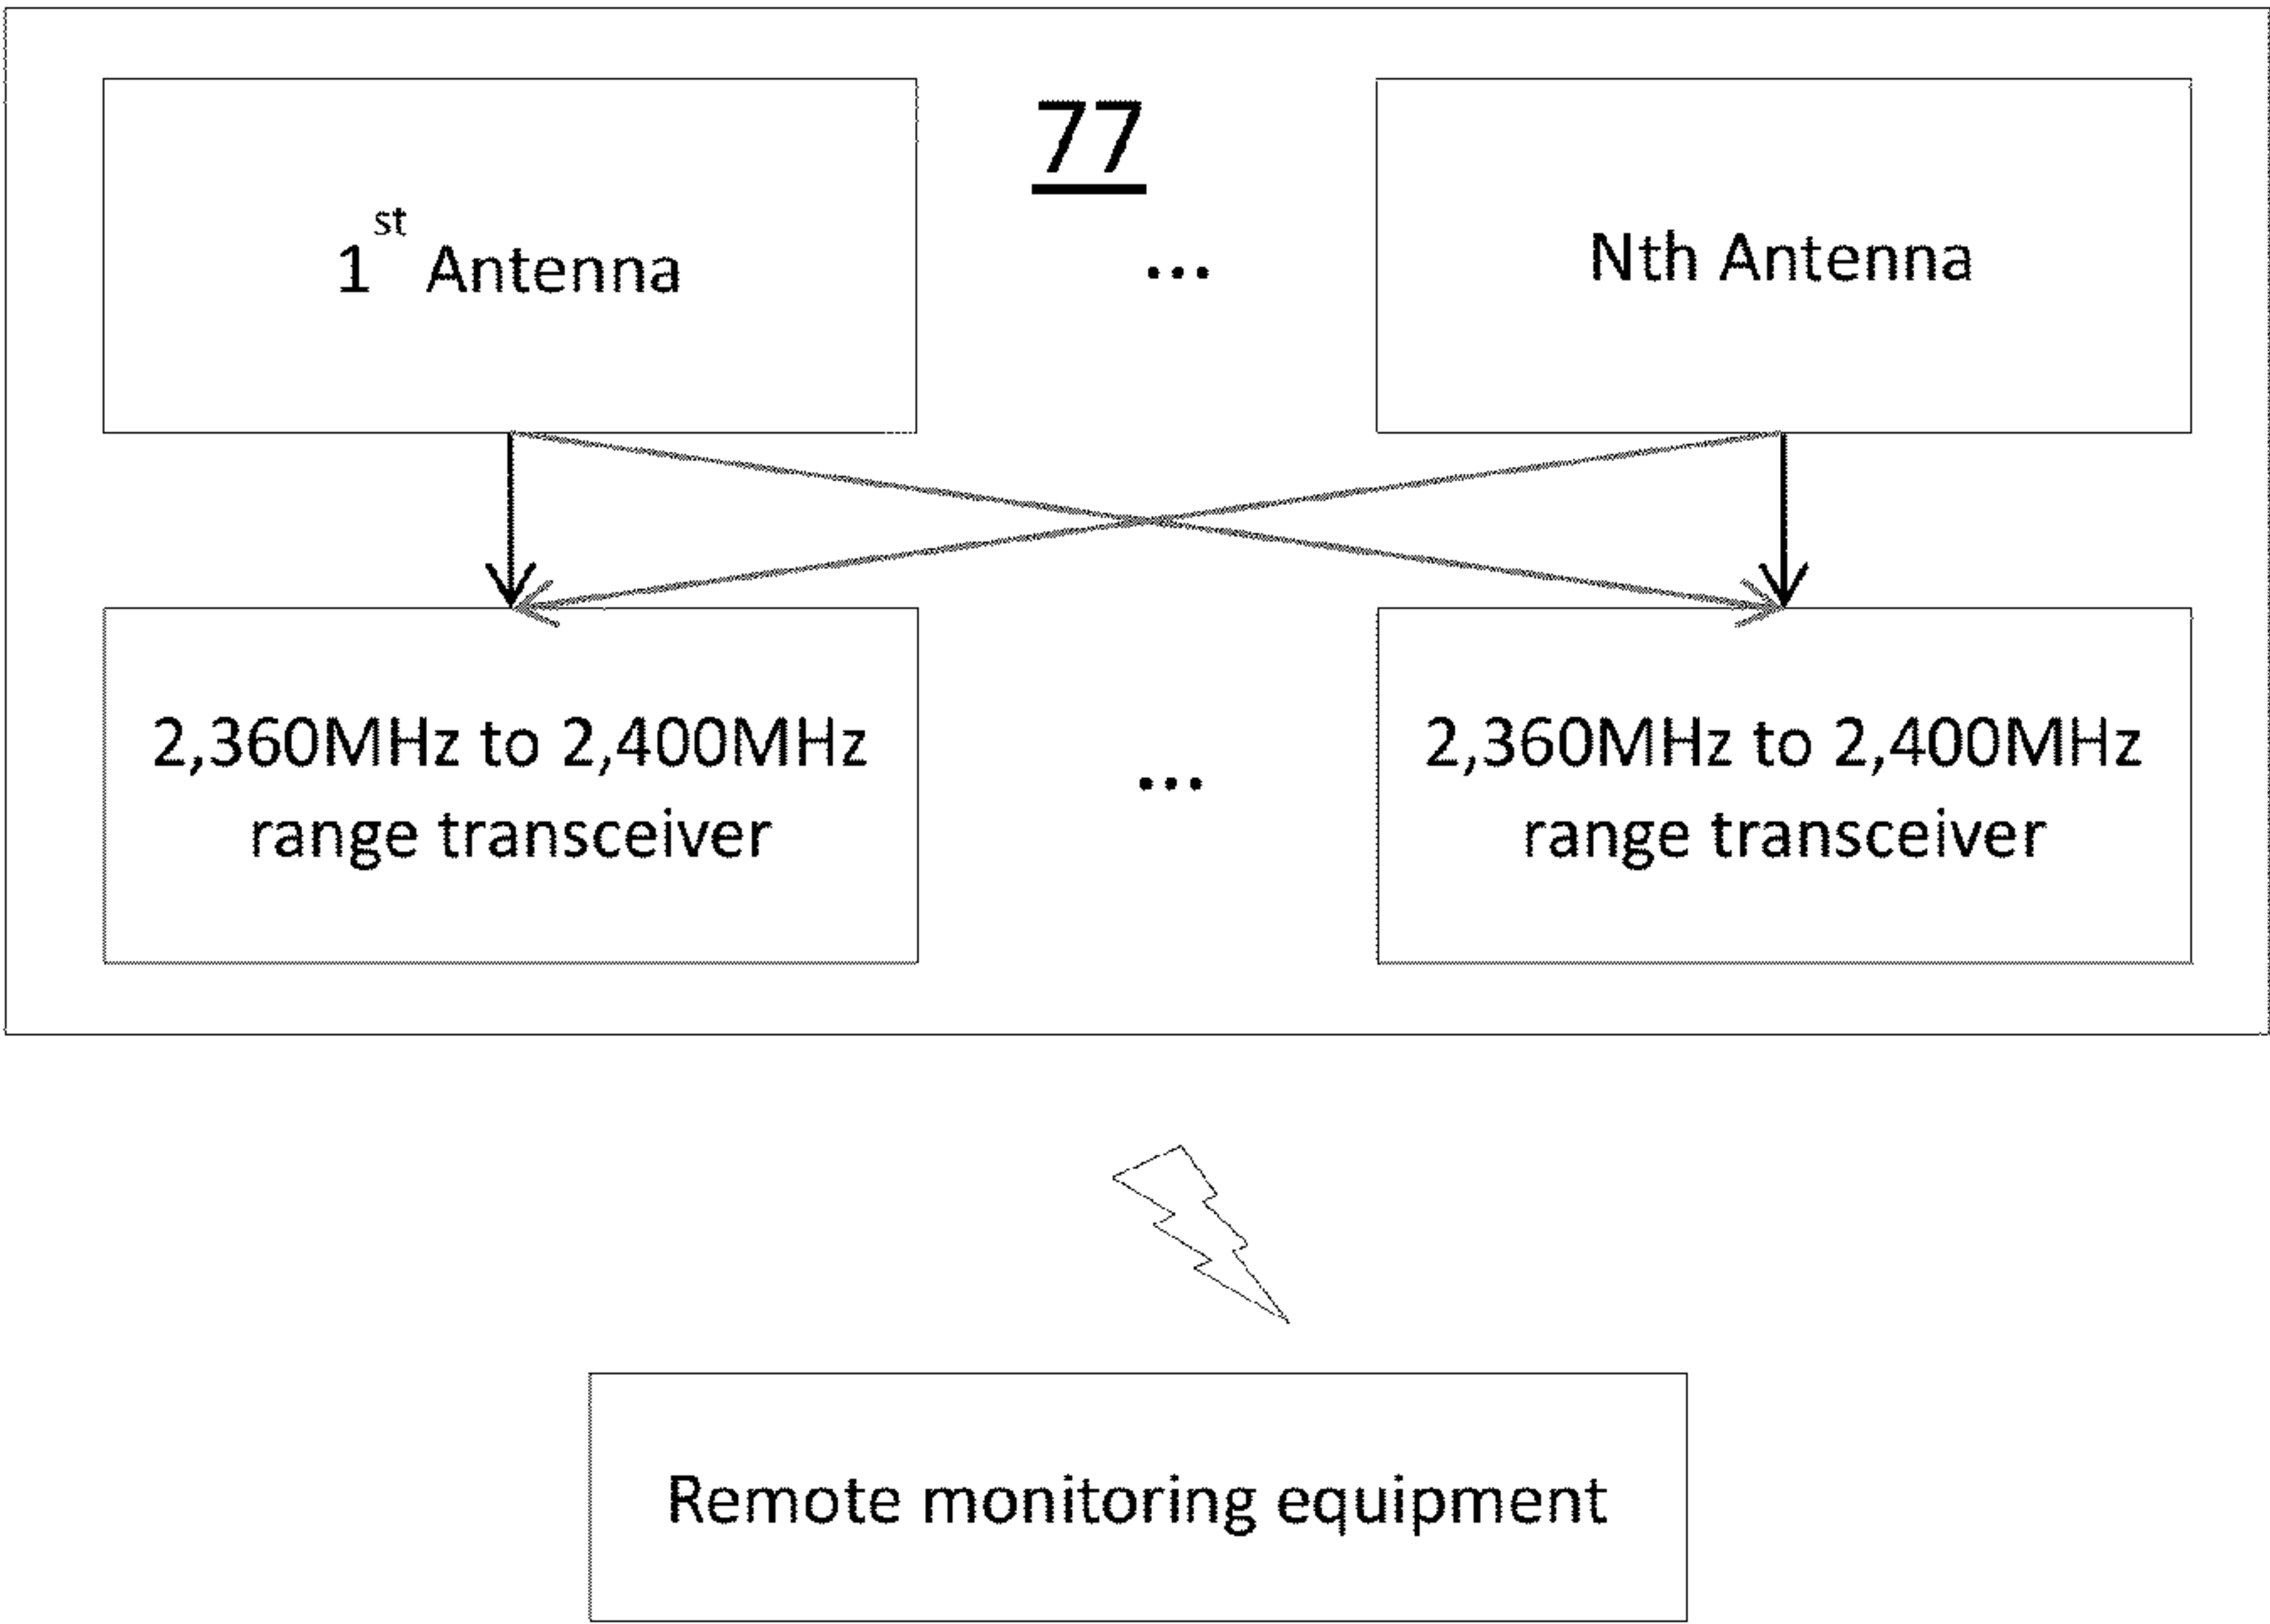 77
1st Antenna
...
Nth Antenna
2,360MHz to 2,400MHz
range transceiver
...
2,360MHz to 2,400MHz
range transceiver
Remote monitoring equipment